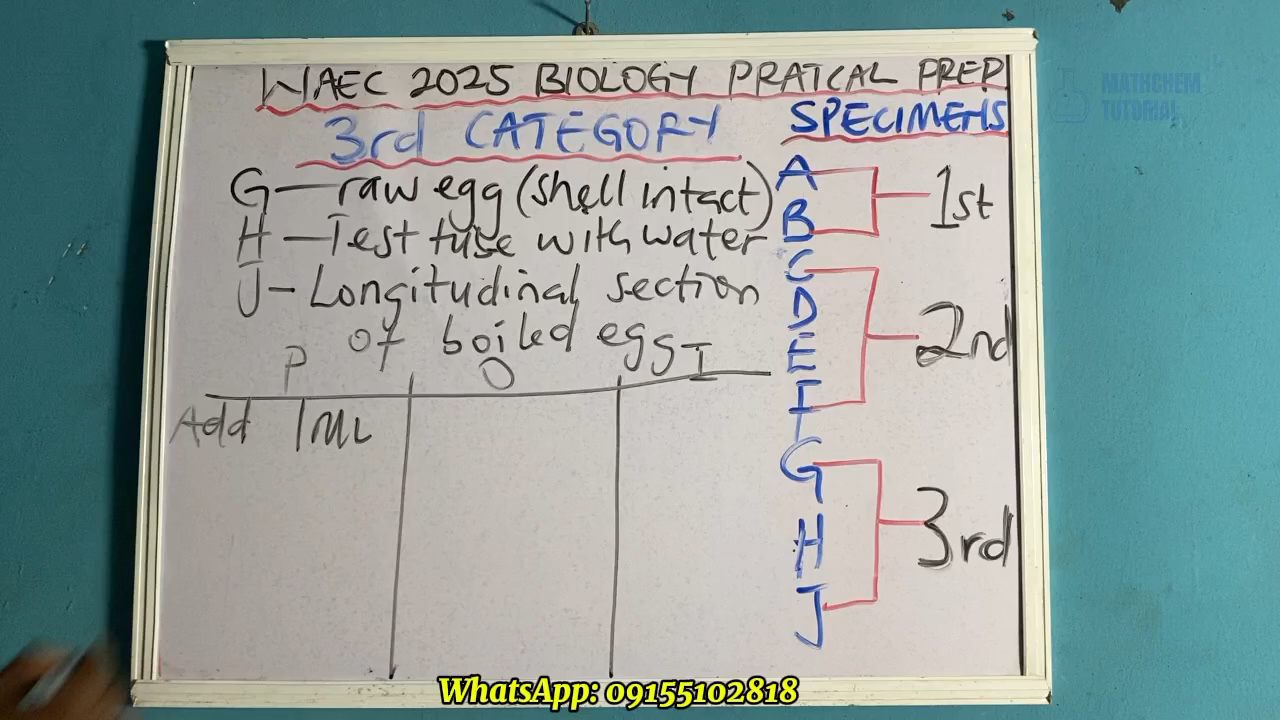 WAEC 2025 BIOLOGY PRATCAL PREP
3rd CATEGORY
G—raw egg (shell intact)
H—Test tube with water
J-Longitudinal section
of boiled egg
P O I
Add 1mL
SPECIMENS
A
B
1st
C
D
E
F
2nd
G
H
J
3rd
MATHCHEM
TUTORIAL
WhatsApp: 09155102818